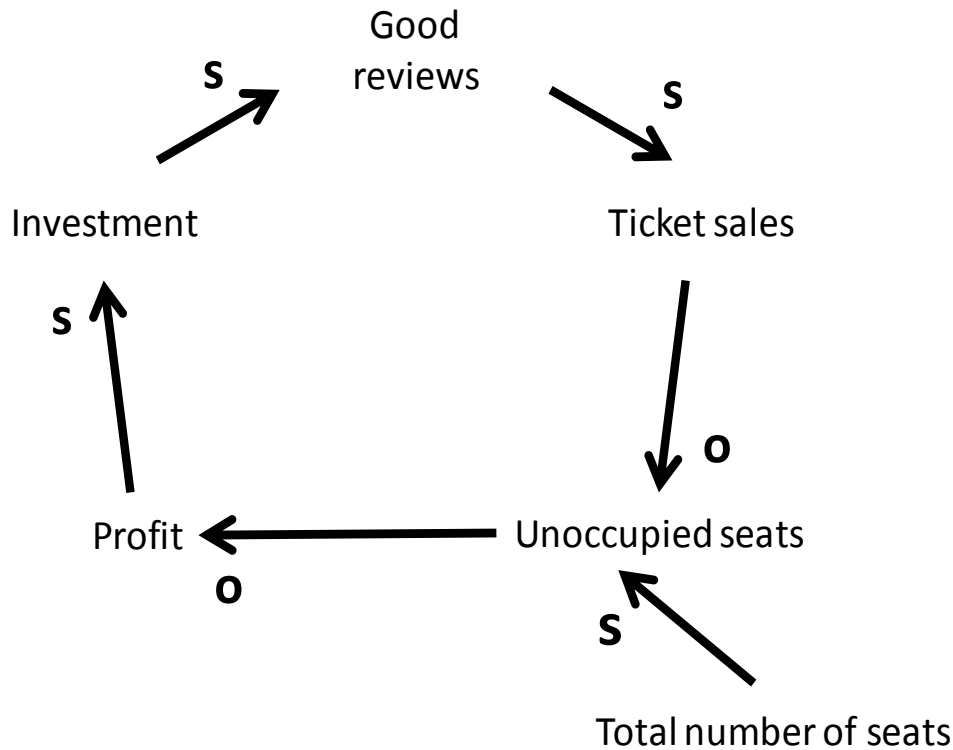 Good
reviews
s
s
Investment
Ticket sales
s
o
Profit
Unoccupied seats
o
s
Total number of seats